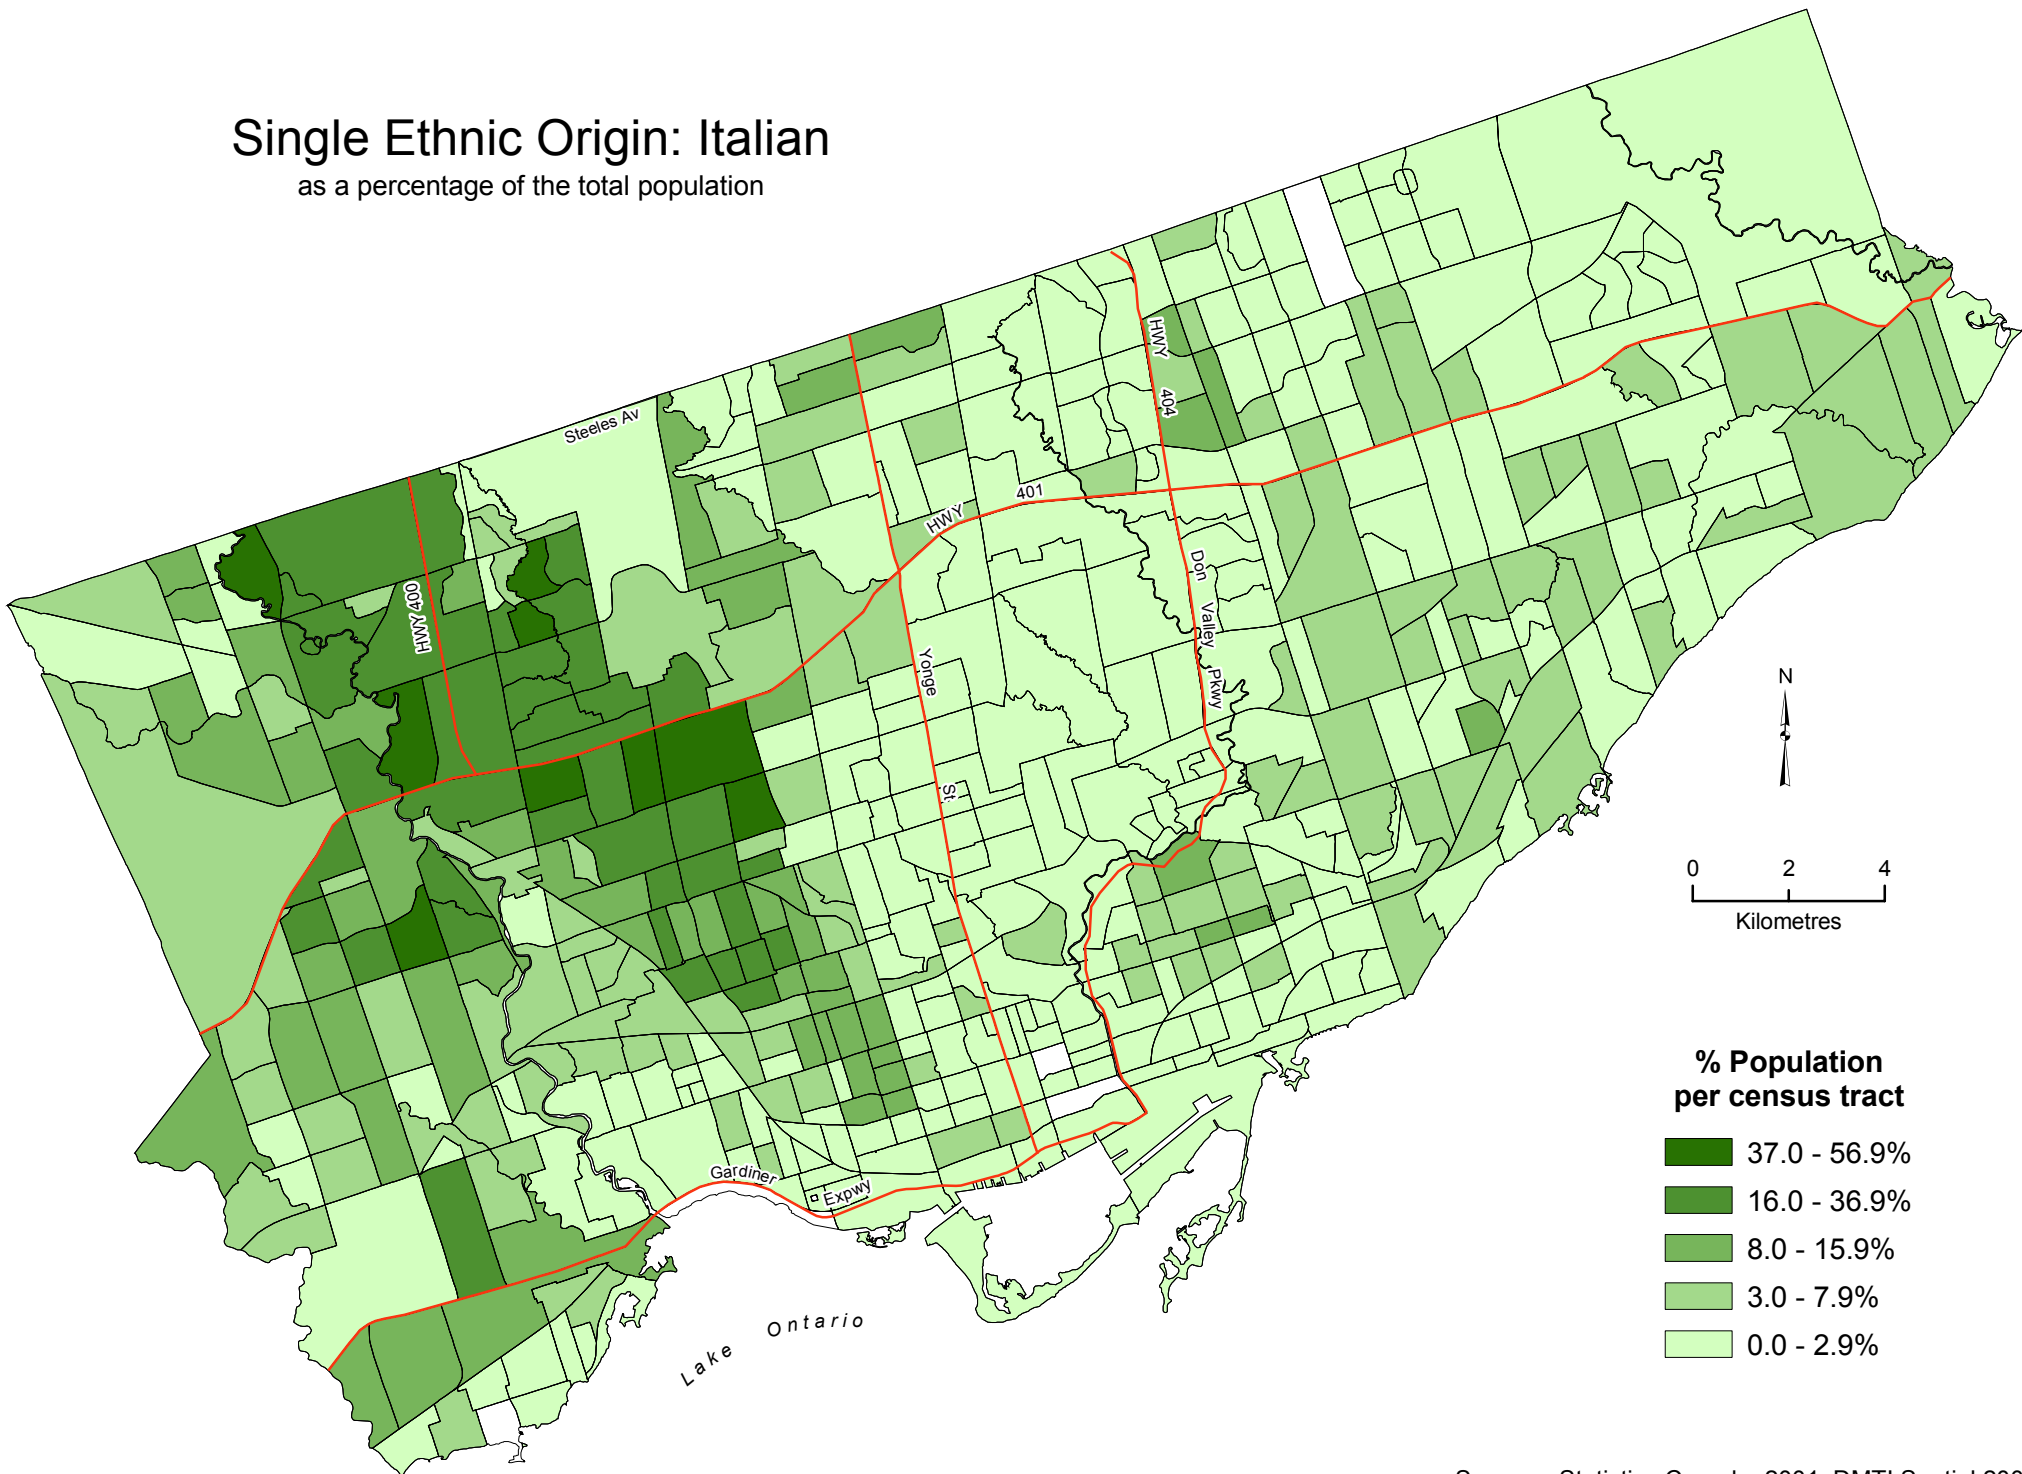 Single Ethnic Origin: Italian
as a percentage of the total population
Steeles Av
HWY
404
401
HWY
HWY 400
Don
Valley
Pkwy
Yonge
St
N
0 2 4
Kilometres
% Population
per census tract
37.0 - 56.9%
16.0 - 36.9%
8.0 - 15.9%
3.0 - 7.9%
0.0 - 2.9%
Gardiner
Expwy
Lake Ontario